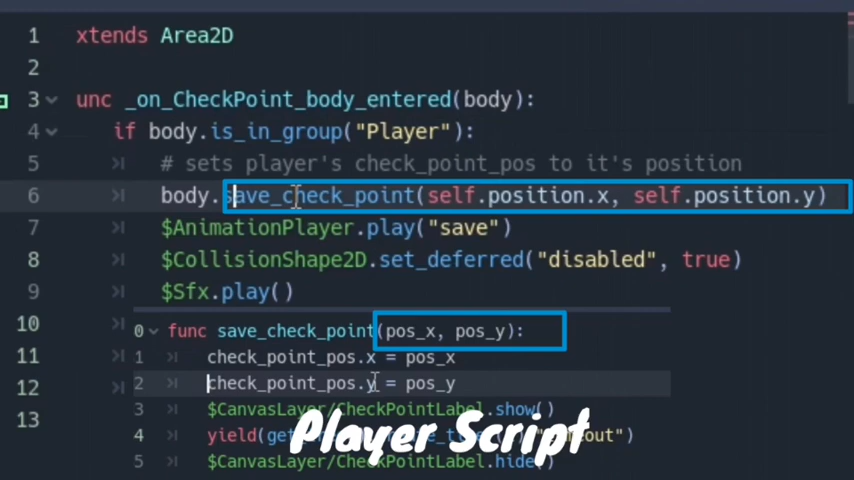 1 xtends Area2D
2
3 unc _on_CheckPoint_body_entered(body):
4 if body.is_in_group("Player"):
5 # sets player's check_point_pos to it's position
6 body.save_check_point(self.position.x, self.position.y)
7 $AnimationPlayer.play("save")
8 $CollisionShape2D.set_deferred("disabled", true)
9 $Sfx.play()
10
11
12
13
0 func save_check_point(pos_x, pos_y):
1 check_point_pos.x = pos_x
2 check_point_pos.y = pos_y
3 $CanvasLayer/CheckPointLabel.show()
4 yield(ge "timeout")
5 $CanvasLayer/CheckPointLabel.hide()
Player Script